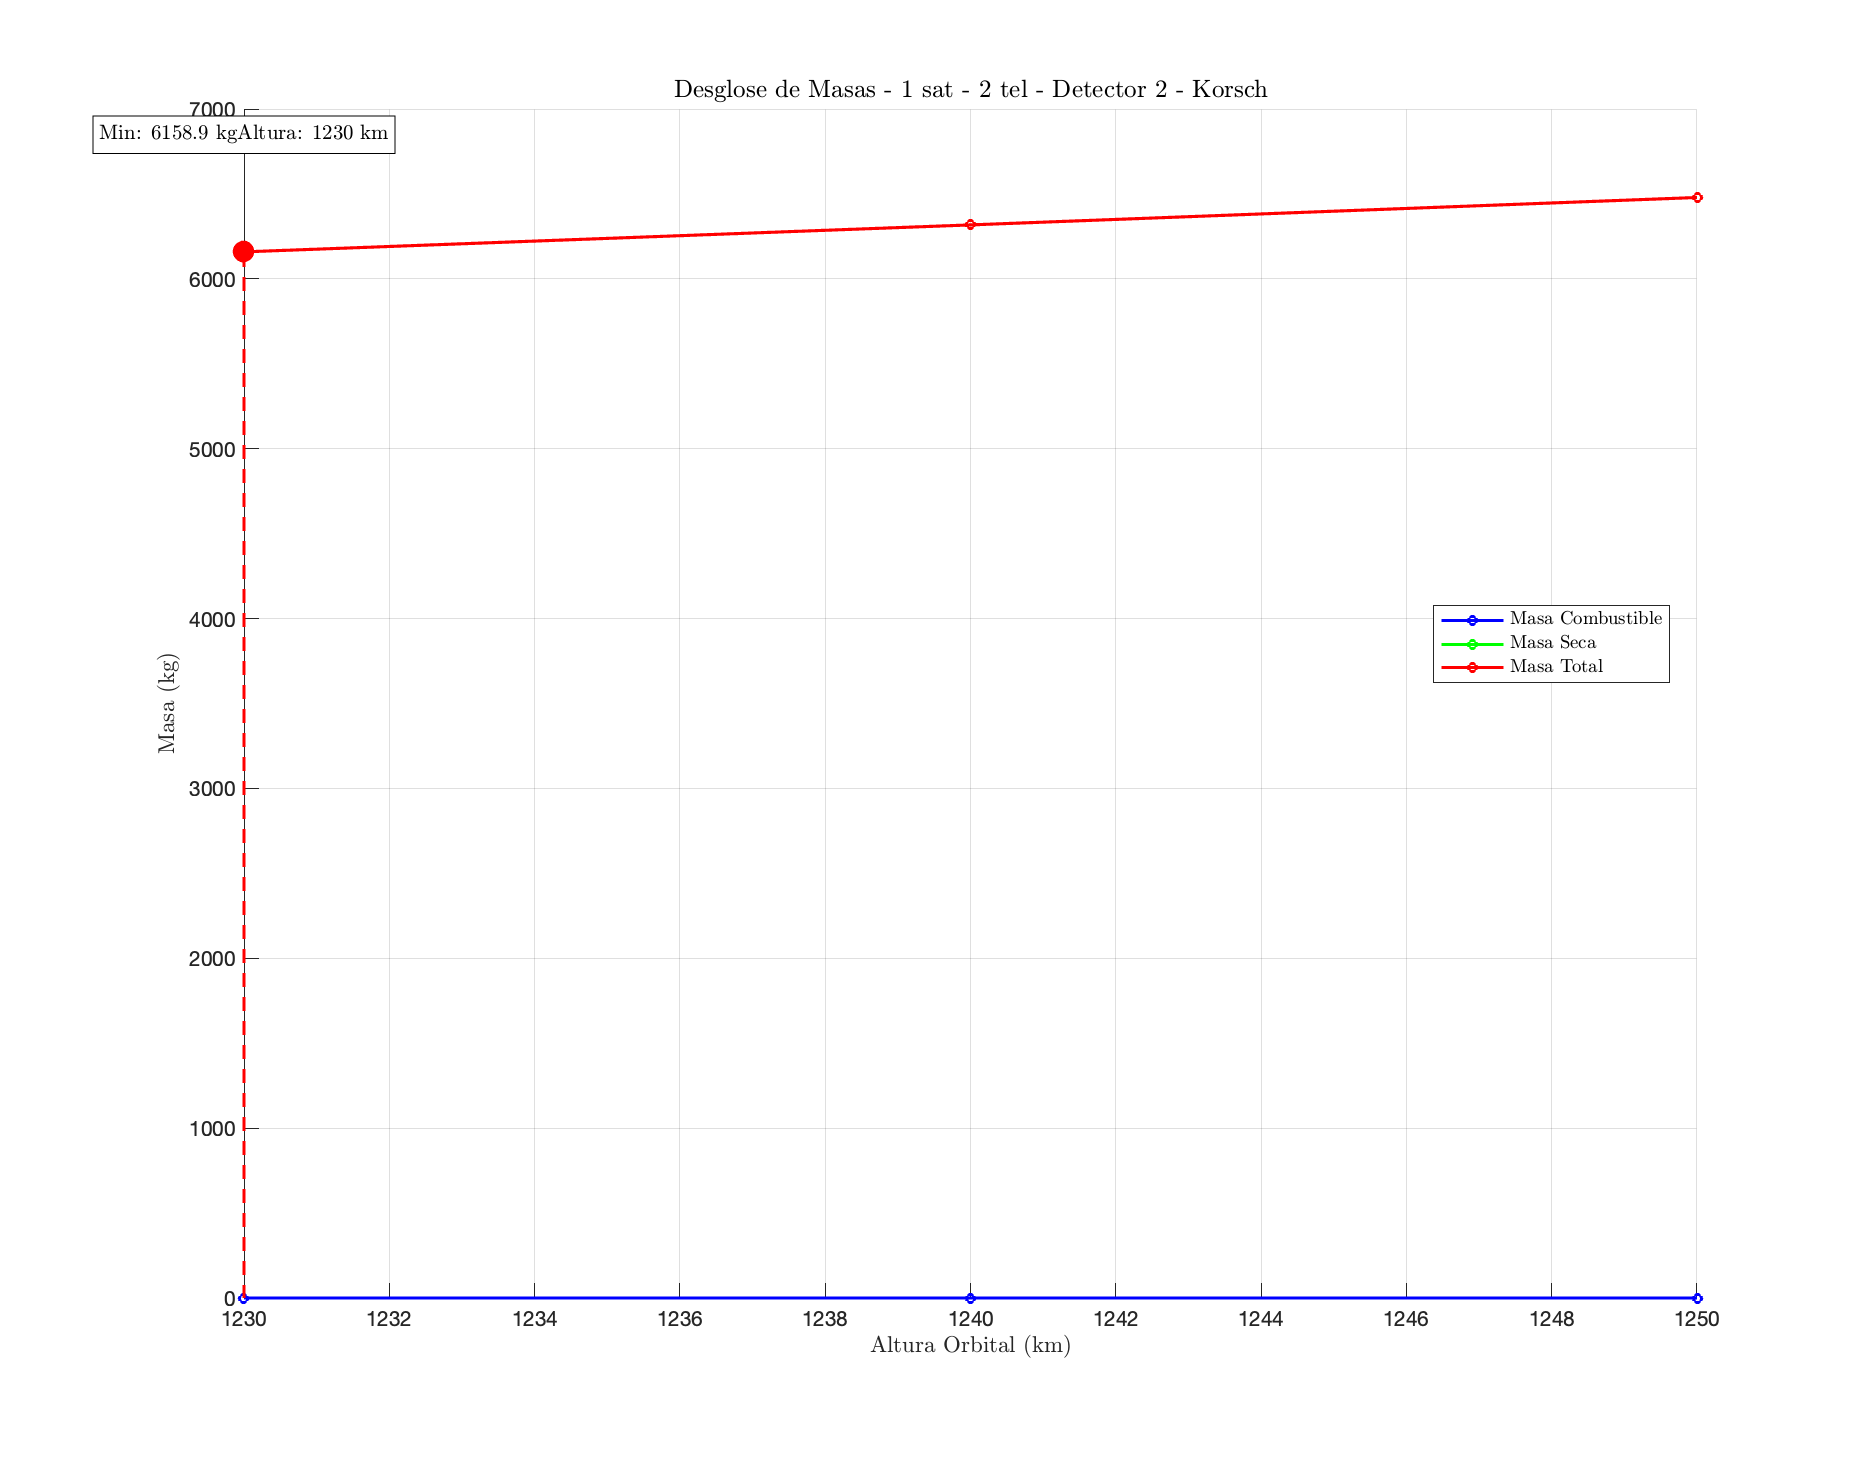 Desglose de Masas - 1 sat - 2 tel - Detector 2 - Korsch
7000
Min: 6158.9 kgAltura: 1230 km
6000
5000
4000
3000
2000
1000
0
Masa (kg)
Masa Combustible
Masa Seca
Masa Total
1230 1232 1234 1236 1238 1240 1242 1244 1246 1248 1250
Altura Orbital (km)